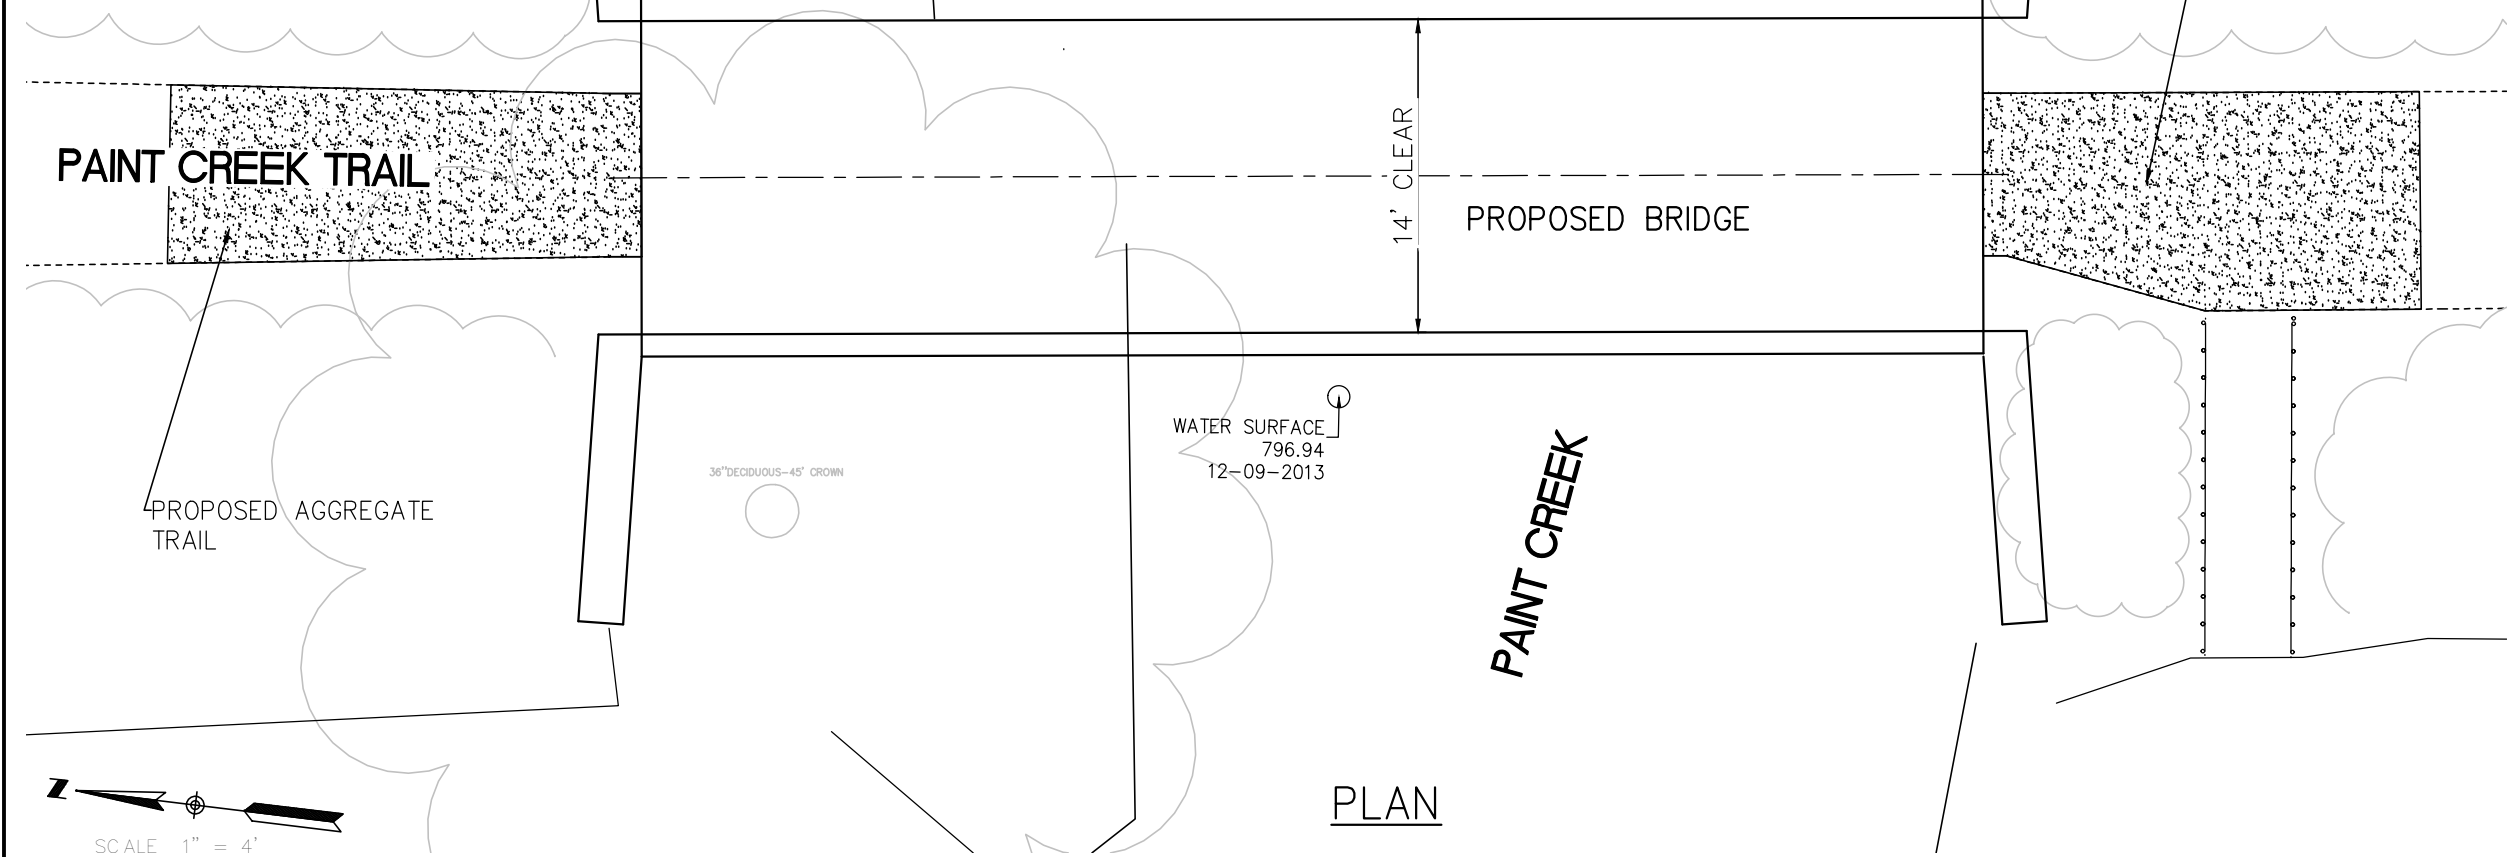 PAINT CREEK TRAIL
14' CLEAR
PROPOSED BRIDGE
WATER SURFACE
796.94
12-09-2013
36"DECIDUOUS-45' CROWN
PROPOSED AGGREGATE
TRAIL
PAINT CREEK
PLAN
N
SCALE 1" = 4'